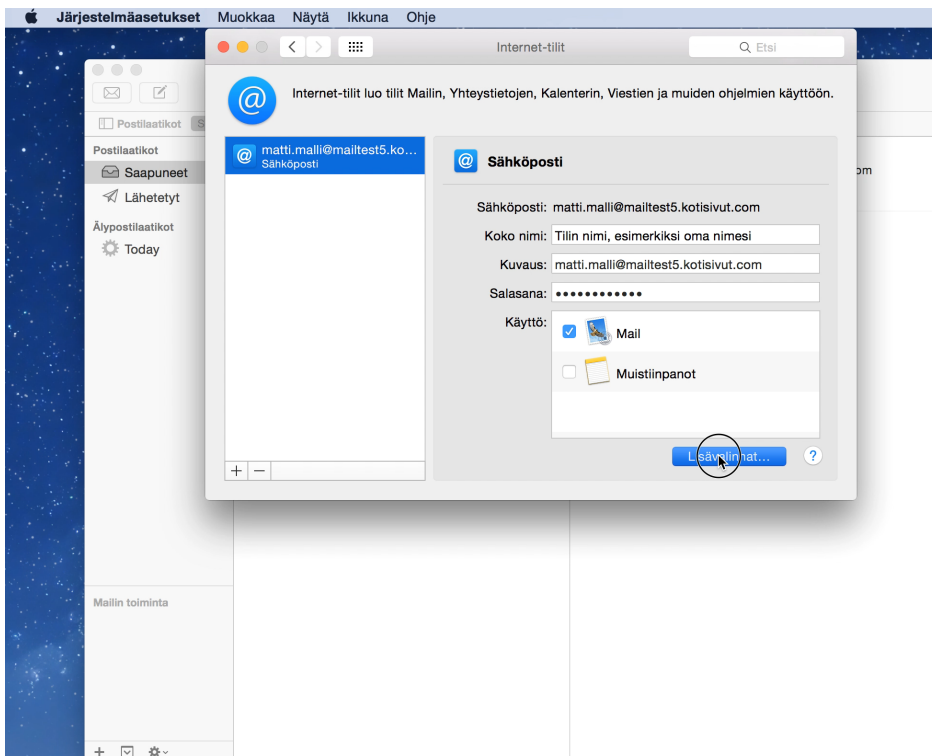 Järjestelmäasetukset Muokkaa Näytä Ikkuna Ohje
Internet-tilit
Etsi
Internet-tilit luo tilit Mailin, Yhteystietojen, Kalenterin, Viestien ja muiden ohjelmien käyttöön.
Postilaatikot S
Postilaatikot
Saapuneet
Lähetetyt
Älypostilaatikot
Today
matti.malli@mailtest5.ko...
Sähköposti
@ Sähköposti
Sähköposti: matti.malli@mailtest5.kotisivut.com
Koko nimi: Tilin nimi, esimerkiksi oma nimesi
Kuvaus: matti.malli@mailtest5.kotisivut.com
Salasana: ••••••••••••
Käyttö:
Mail
Muistiinpanot
Lisävalinnat...
?
om
Mailin toiminta